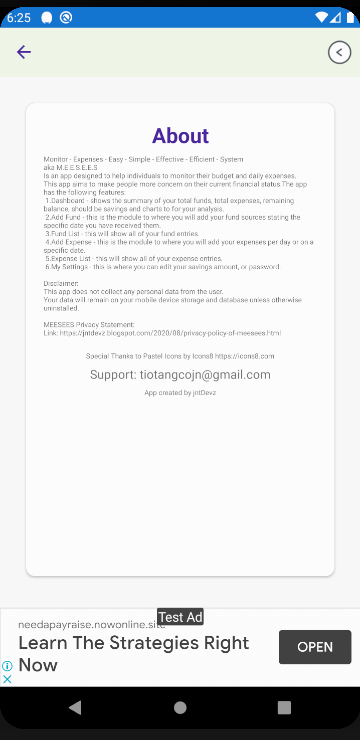 6:25
About
Monitor - Expenses - Easy - Simple - Effective - Efficient - System
aka M.E.E.S.E.E.S
Is an app designed to help individuals to monitor their budget and daily expenses.
This app aims to make people more concern on their current financial status.The app
has the following features:
1.Dashboard - shows the summary of your total funds, total expenses, remaining
balance, should be savings and charts to for your analysis.
2.Add Fund - this is the module to where you will add your fund sources stating the
specific date you have received them.
3.Fund List - this will show all of your fund entries.
4.Add Expense - this is the module to where you will add your expenses per day or on a
specific date.
5.Expense List - this will show all of your expense entries.
6.My Settings - this is where you can edit your savings amount, or password.
Disclaimer:
This app does not collect any personal data from the user.
Your data will remain on your mobile device storage and database unless otherwise
uninstalled.
MEESEES Privacy Statement:
Link: https://jntdevz.blogspot.com/2020/08/privacy-policy-of-meesees.html
Special Thanks to Pastel Icons by Icons8 https://icons8.com
Support: tiotangcojn@gmail.com
App created by jntDevz
Test Ad
needapayraise.nowonline.site
Learn The Strategies Right
Now
OPEN